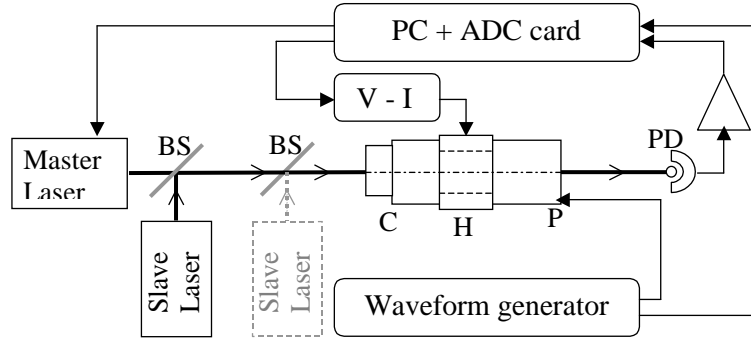 PC + ADC card
V - I
BS
BS
PD
Master
Laser
C
H
P
Slave
Laser
Slave
Laser
Waveform generator